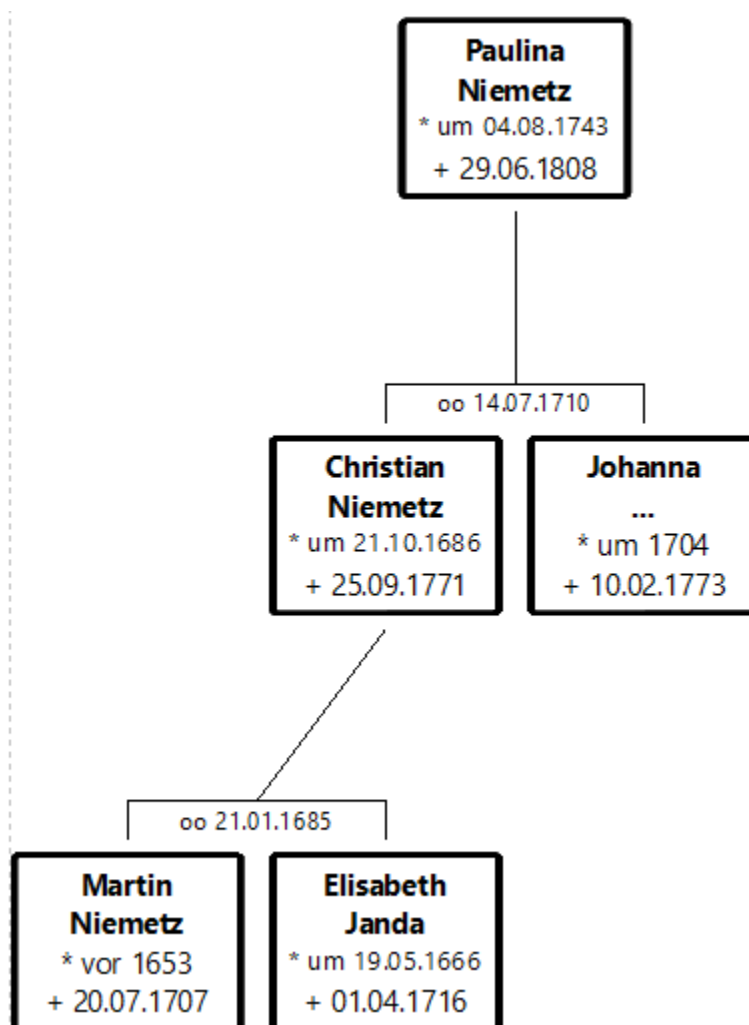 Paulina
Niemetz
* um 04.08.1743
+ 29.06.1808
oo 14.07.1710
Christian
Niemetz
* um 21.10.1686
+ 25.09.1771
Johanna
...
* um 1704
+ 10.02.1773
oo 21.01.1685
Martin
Niemetz
* vor 1653
+ 20.07.1707
Elisabeth
Janda
* um 19.05.1666
+ 01.04.1716